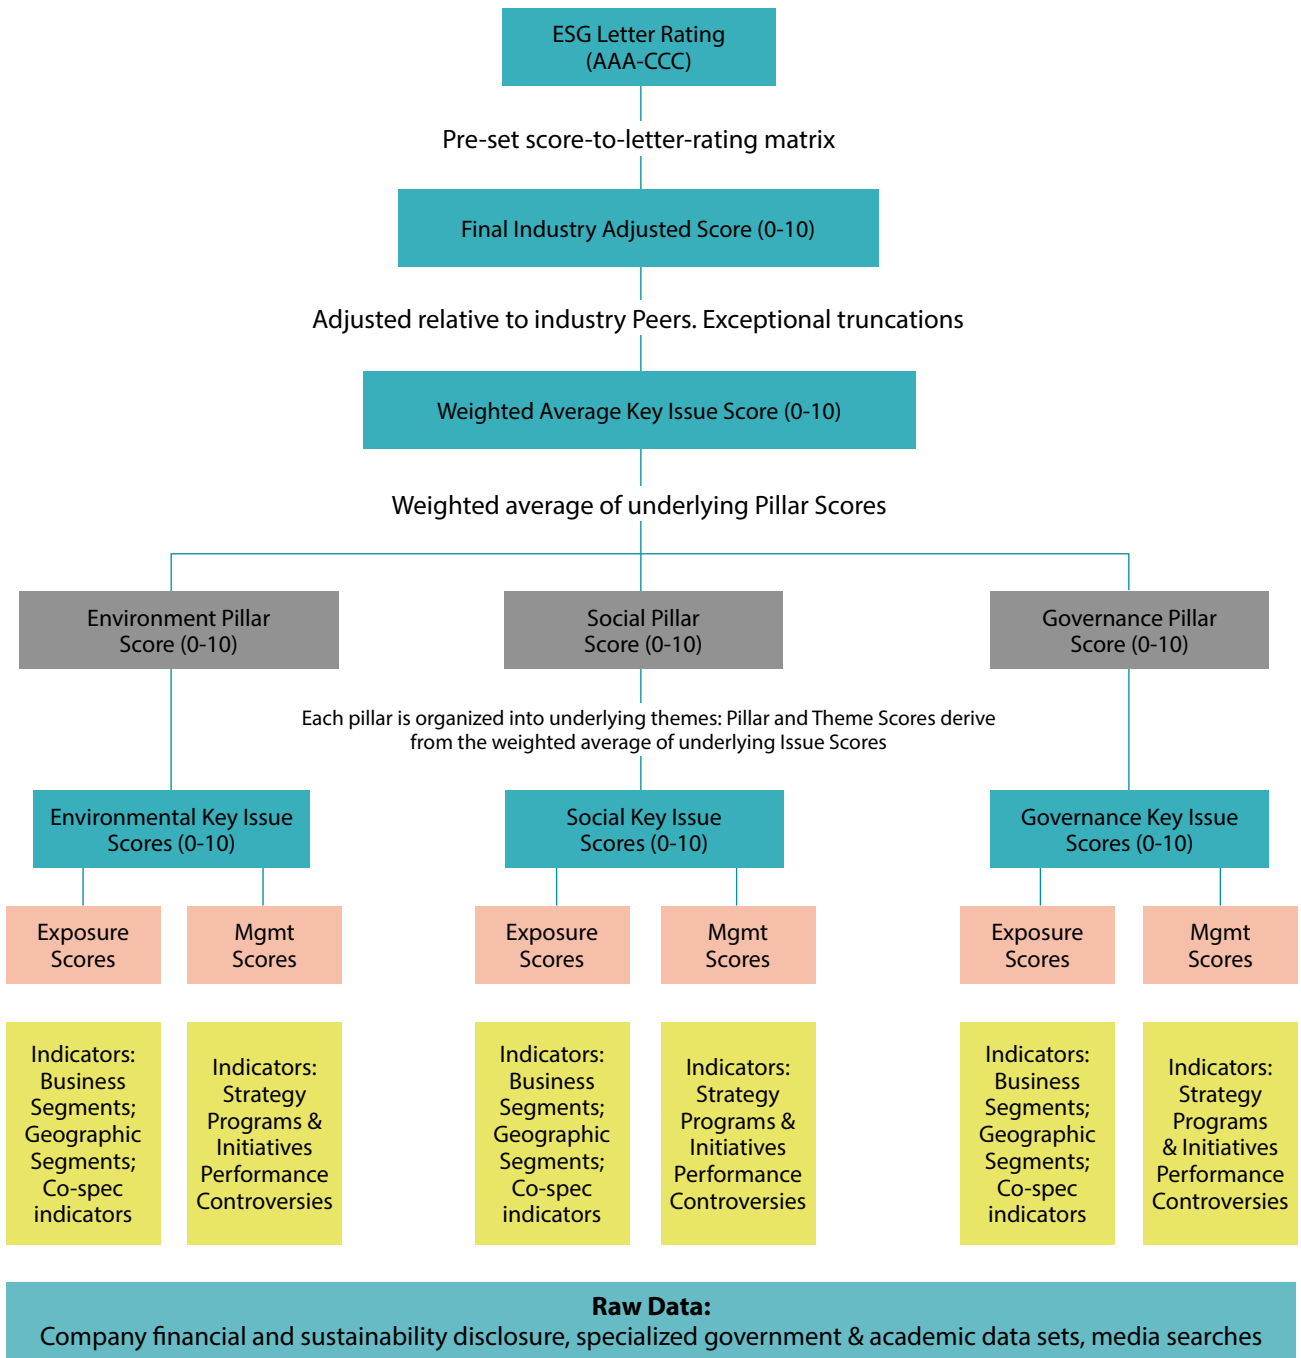 ESG Letter Rating
(AAA-CCC)
Pre-set score-to-letter-rating matrix
Final Industry Adjusted Score (0-10)
Adjusted relative to industry Peers. Exceptional truncations
Weighted Average Key Issue Score (0-10)
Weighted average of underlying Pillar Scores
Environment Pillar
Score (0-10)
Social Pillar
Score (0-10)
Governance Pillar
Score (0-10)
Each pillar is organized into underlying themes: Pillar and Theme Scores derive
from the weighted average of underlying Issue Scores
Environmental Key Issue
Scores (0-10)
Social Key Issue
Scores (0-10)
Governance Key Issue
Scores (0-10)
Exposure
Scores
Mgmt
Scores
Exposure
Scores
Mgmt
Scores
Exposure
Scores
Mgmt
Scores
Indicators:
Business
Segments;
Geographic
Segments;
Co-spec
indicators
Indicators:
Strategy
Programs &
Initiatives
Performance
Controversies
Indicators:
Business
Segments;
Geographic
Segments;
Co-spec
indicators
Indicators:
Strategy
Programs &
Initiatives
Performance
Controversies
Indicators:
Business
Segments;
Geographic
Segments;
Co-spec
indicators
Indicators:
Strategy
Programs
& Initiatives
Performance
Controversies
Raw Data:
Company financial and sustainability disclosure, specialized government & academic data sets, media searches